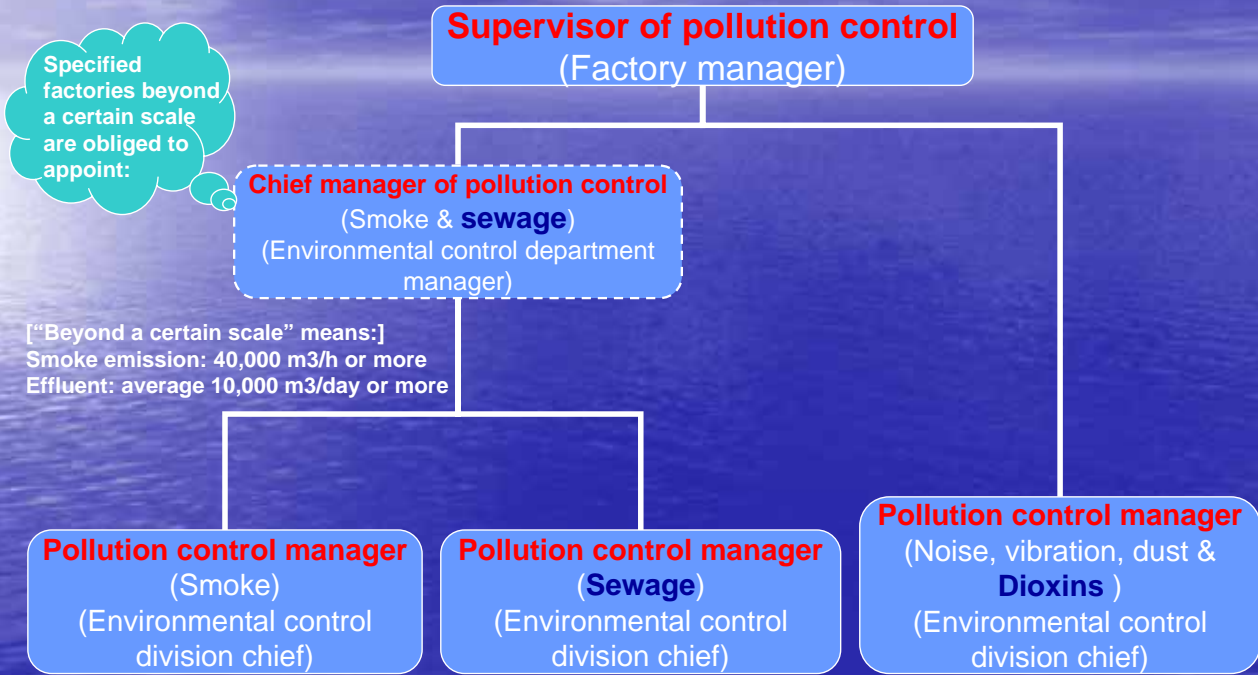 Supervisor of pollution control
(Factory manager)
Specified
factories beyond
a certain scale
are obliged to
appoint:
Chief manager of pollution control
(Smoke & sewage)
(Environmental control department
manager)
[“Beyond a certain scale” means:]
Smoke emission: 40,000 m3/h or more
Effluent: average 10,000 m3/day or more
Pollution control manager
(Smoke)
(Environmental control
division chief)
Pollution control manager
(Sewage)
(Environmental control
division chief)
Pollution control manager
(Noise, vibration, dust &
Dioxins )
(Environmental control
division chief)